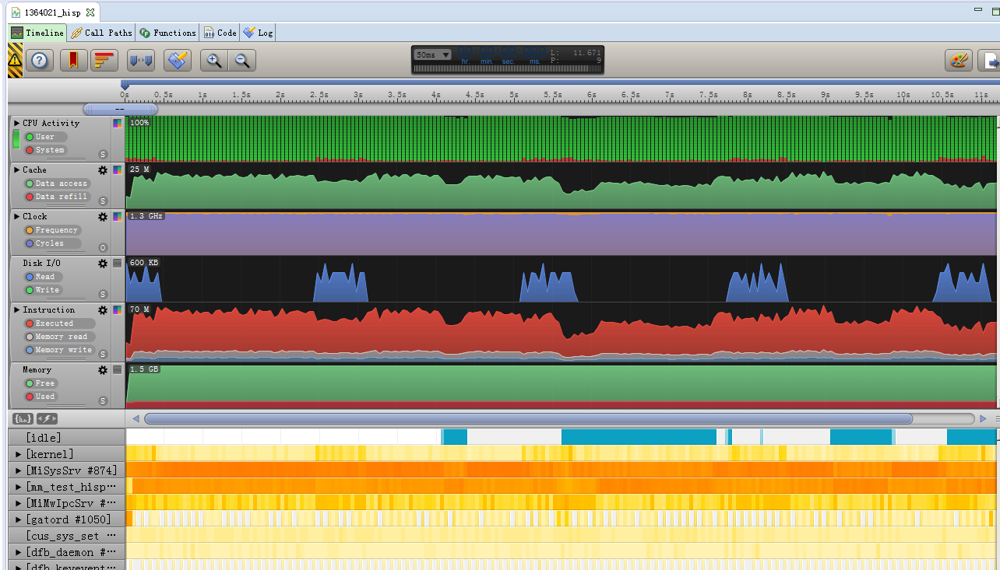 1364021_hisp
Timeline Call Paths Functions Code Log
50ms hr. min. sec. ms. L: 11.671
P: 9
0s 0.5s 1s 1.5s 2s 2.5s 3s 3.5s 4s 4.5s 5s 5.5s 6s 6.5s 7s 7.5s 8s 8.5s 9s 9.5s 10s 10.5s 11s
--
CPU Activity 100%
User
System S
Cache 25 M
Data access
Data refill S
Clock 1.3 GHz
Frequency
Cycles O
Disk I/O 600 KB
Read
Write S
Instruction 70 M
Executed
Memory read
Memory write S
Memory 1.5 GB
Free
Used S
[idle]
[kernel]
[MiSysSrv #874]
[mm_test_hisp···
[MiMwIpcSrv #···
[gatord #1050]
[cus_sys_set ···
[dfb_daemon #···
[dfb_keyevent···